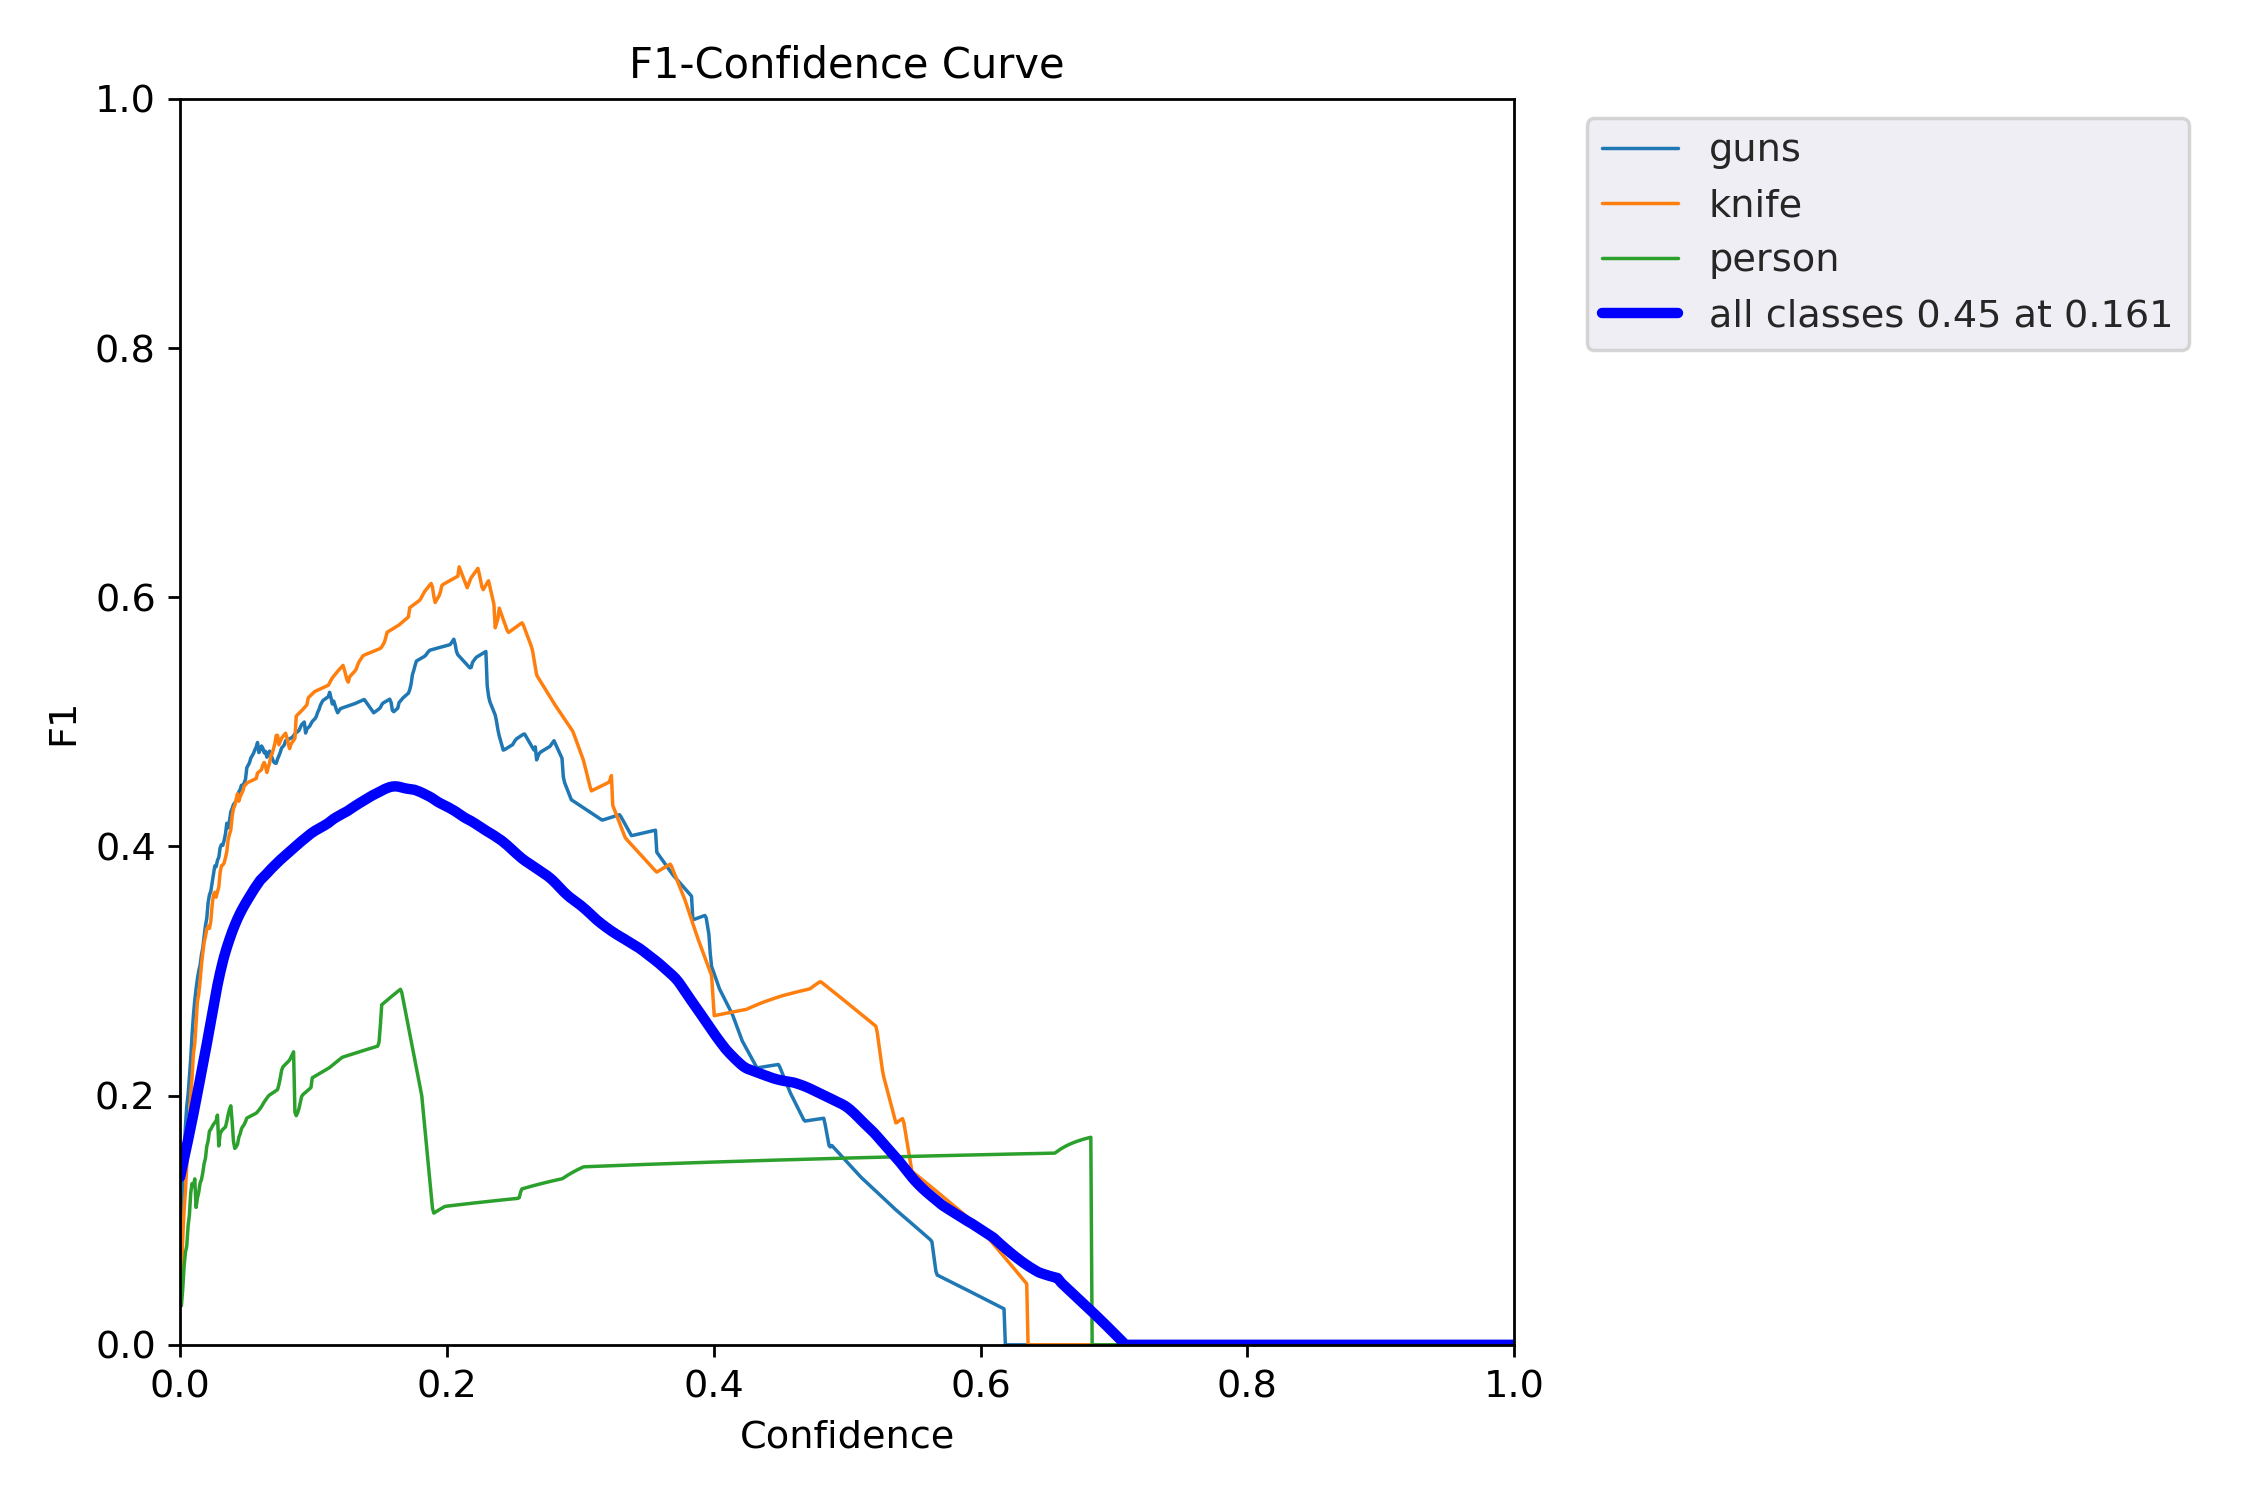 F1-Confidence Curve
1.0
0.8
0.6
0.4
0.2
0.0
F1
0.0 0.2 0.4 0.6 0.8 1.0
Confidence
guns
knife
person
all classes 0.45 at 0.161